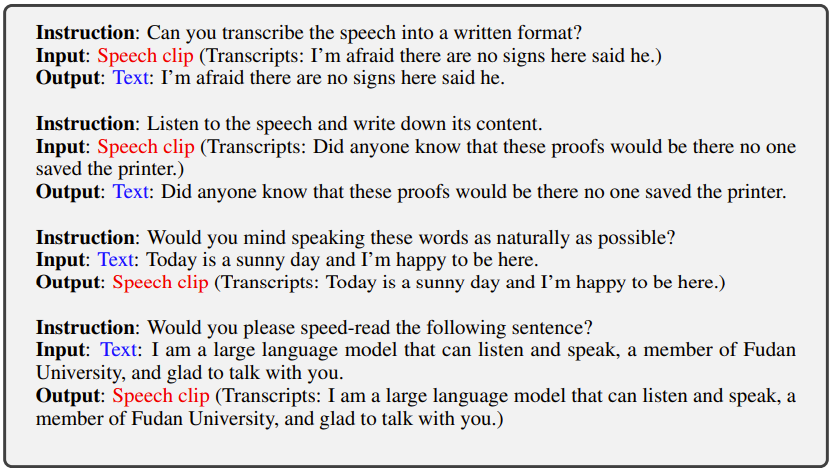 Instruction: Can you transcribe the speech into a written format?
Input: Speech clip (Transcripts: I'm afraid there are no signs here said he.)
Output: Text: I'm afraid there are no signs here said he.
Instruction: Listen to the speech and write down its content.
Input: Speech clip (Transcripts: Did anyone know that these proofs would be there no one
saved the printer.)
Output: Text: Did anyone know that these proofs would be there no one saved the printer.
Instruction: Would you mind speaking these words as naturally as possible?
Input: Text: Today is a sunny day and I'm happy to be here.
Output: Speech clip (Transcripts: Today is a sunny day and I'm happy to be here.)
Instruction: Would you please speed-read the following sentence?
Input: Text: I am a large language model that can listen and speak, a member of Fudan
University, and glad to talk with you.
Output: Speech clip (Transcripts: I am a large language model that can listen and speak, a
member of Fudan University, and glad to talk with you.)